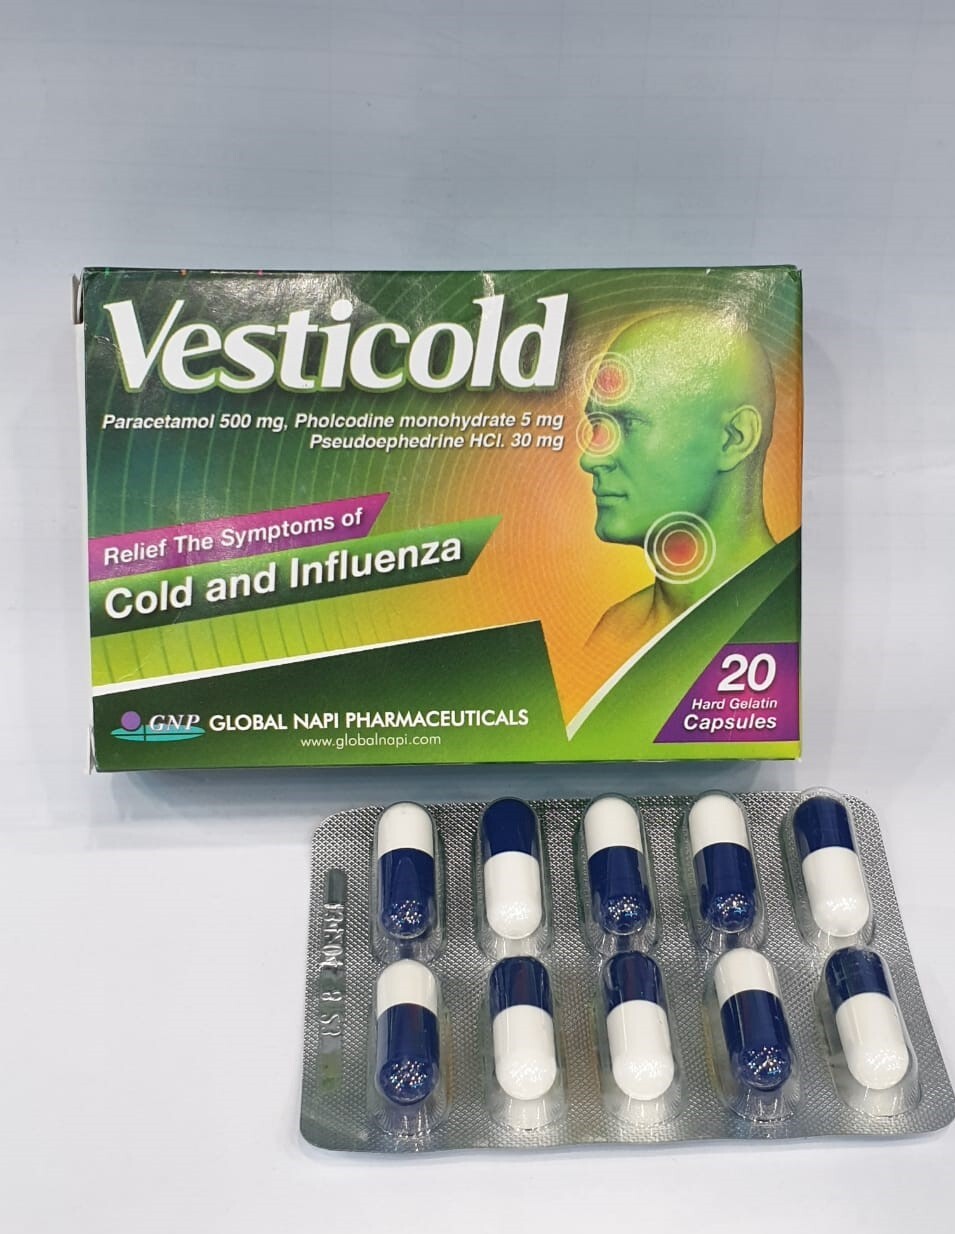 Vesticold
Paracetamol 500 mg, Pholcodine monohydrate 5 mg
Pseudoephedrine HCl. 30 mg
Relief The Symptoms of
Cold and Influenza
20
Hard Gelatin
Capsules
GNP GLOBAL NAPI PHARMACEUTICALS
www.globalnapi.com